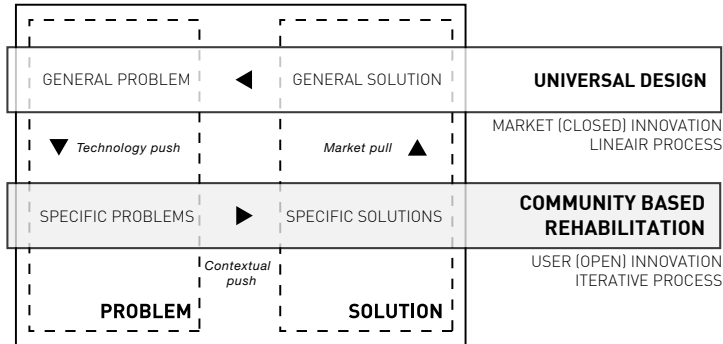 GENERAL PROBLEM
GENERAL SOLUTION
UNIVERSAL DESIGN
MARKET (CLOSED) INNOVATION
LINEAIR PROCESS
Technology push
Market pull
SPECIFIC PROBLEMS
SPECIFIC SOLUTIONS
COMMUNITY BASED
REHABILITATION
USER (OPEN) INNOVATION
ITERATIVE PROCESS
Contextual
push
PROBLEM
SOLUTION